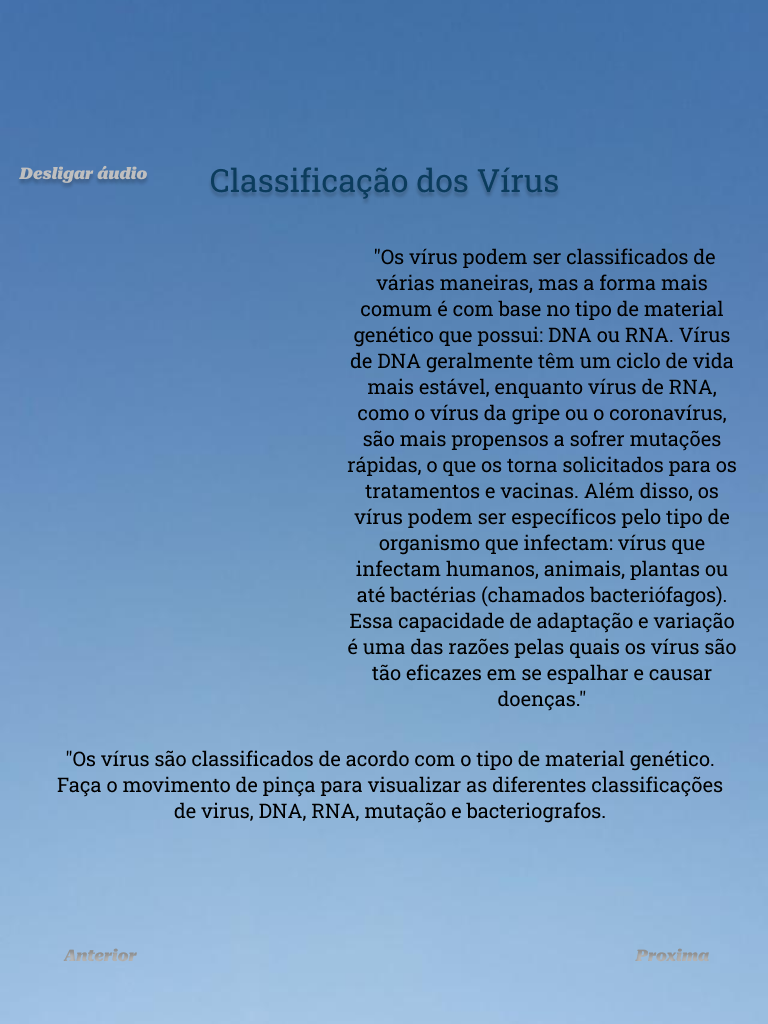 Desligar áudio
Classificação dos Vírus
"Os vírus podem ser classificados de
várias maneiras, mas a forma mais
comum é com base no tipo de material
genético que possui: DNA ou RNA. Vírus
de DNA geralmente têm um ciclo de vida
mais estável, enquanto vírus de RNA,
como o vírus da gripe ou o coronavírus,
são mais propensos a sofrer mutações
rápidas, o que os torna solicitados para os
tratamentos e vacinas. Além disso, os
vírus podem ser específicos pelo tipo de
organismo que infectam: vírus que
infectam humanos, animais, plantas ou
até bactérias (chamados bacteriófagos).
Essa capacidade de adaptação e variação
é uma das razões pelas quais os vírus são
tão eficazes em se espalhar e causar
doenças."
"Os vírus são classificados de acordo com o tipo de material genético.
Faça o movimento de pinça para visualizar as diferentes classificações
de virus, DNA, RNA, mutação e bacteriografos.
Anterior
Proxima